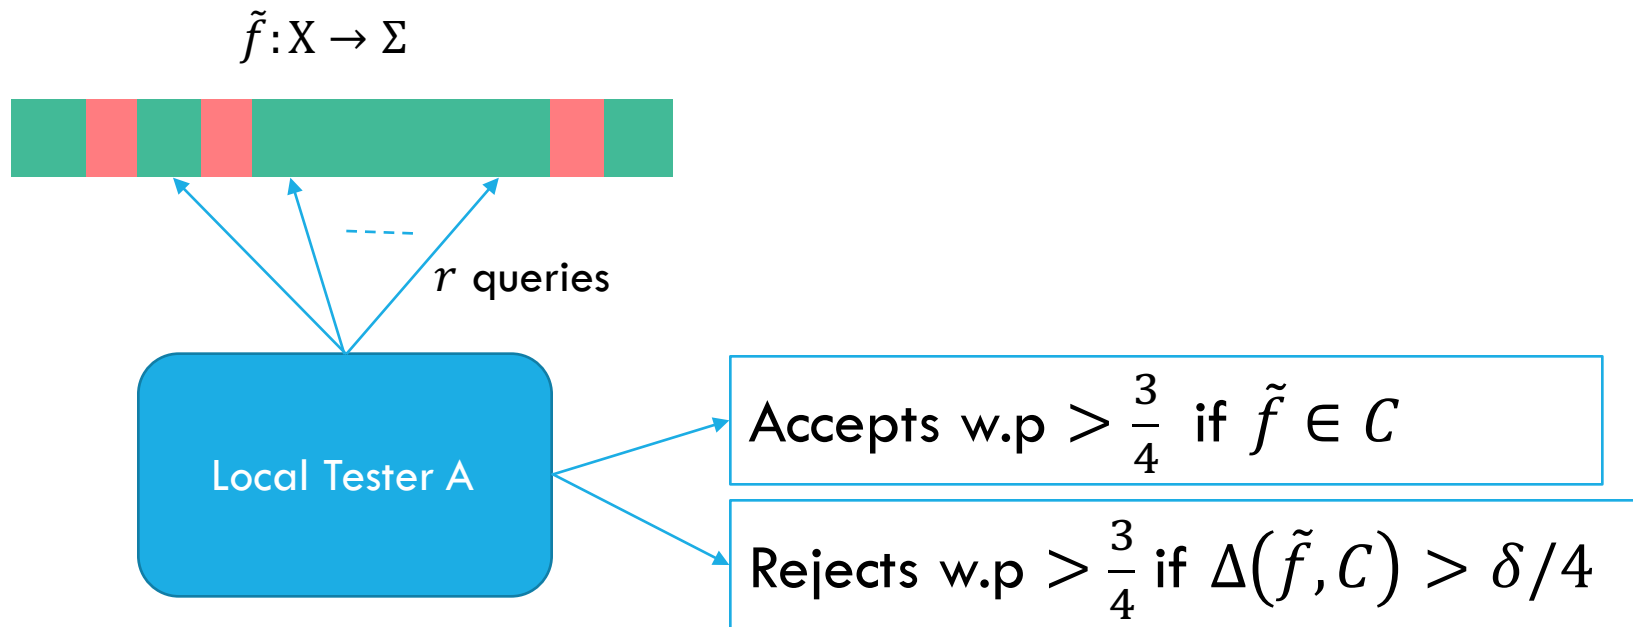 f̃: X → Σ
r queries
Local Tester A
Accepts w.p > 3/4 if f̃ ∈ C
Rejects w.p > 3/4 if Δ(f̃, C) > δ/4